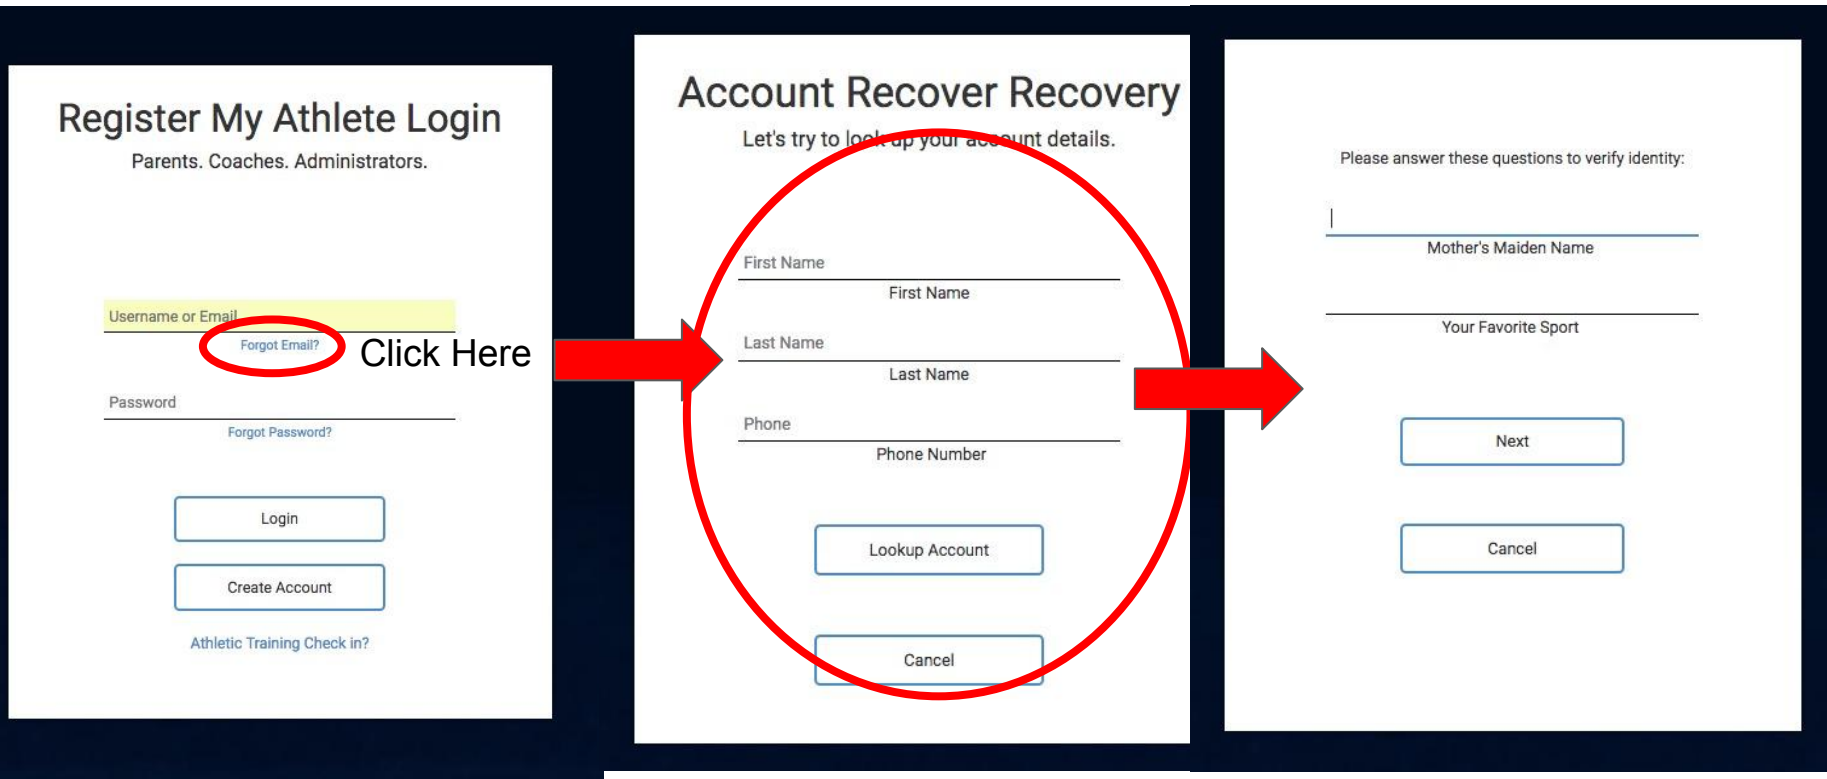 Register My Athlete Login
Parents. Coaches. Administrators.
Username or Email
Forgot Email?
Click Here
Password
Forgot Password?
Login
Create Account
Athletic Training Check in?
Account Recover Recovery
Let's try to look up your account details.
First Name
First Name
Last Name
Last Name
Phone
Phone Number
Lookup Account
Cancel
Please answer these questions to verify identity:
Mother's Maiden Name
Your Favorite Sport
Next
Cancel